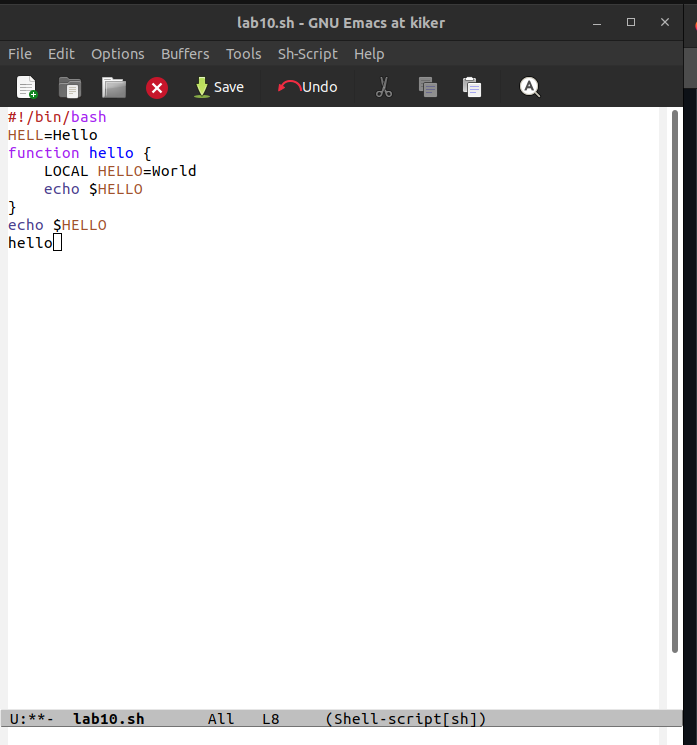 lab10.sh - GNU Emacs at kiker
File Edit Options Buffers Tools Sh-Script Help
Save Undo
#!/bin/bash
HELL=Hello
function hello {
    LOCAL HELLO=World
    echo $HELLO
}
echo $HELLO
hello
U:**-  lab10.sh       All   L8     (Shell-script[sh])